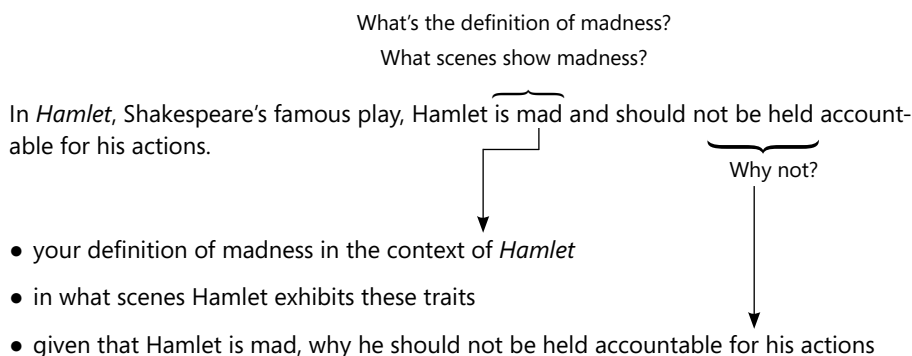 What’s the definition of madness?
What scenes show madness?
In Hamlet, Shakespeare’s famous play, Hamlet is mad and should not be held account-
able for his actions.
Why not?
● your definition of madness in the context of Hamlet
● in what scenes Hamlet exhibits these traits
● given that Hamlet is mad, why he should not be held accountable for his actions